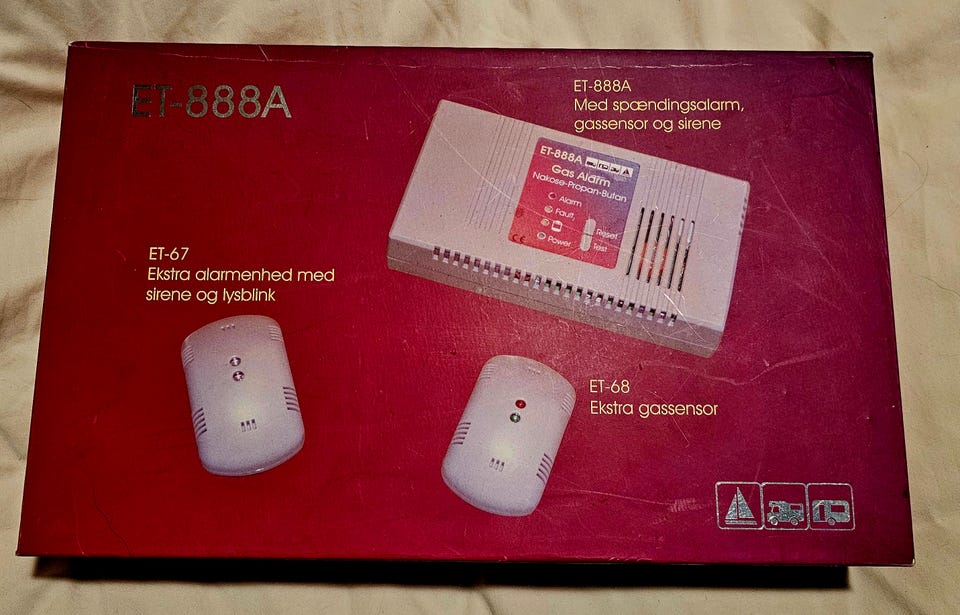 ET-888A
ET-888A
Med spændingsalarm,
gassensor og sirene
ET-888A
Gas Alarm
Nakose-Propan-Butan
Alarm
Fault
Power
Reset
Test
ET-67
Ekstra alarmenhed med
sirene og lysblink
ET-68
Ekstra gassensor